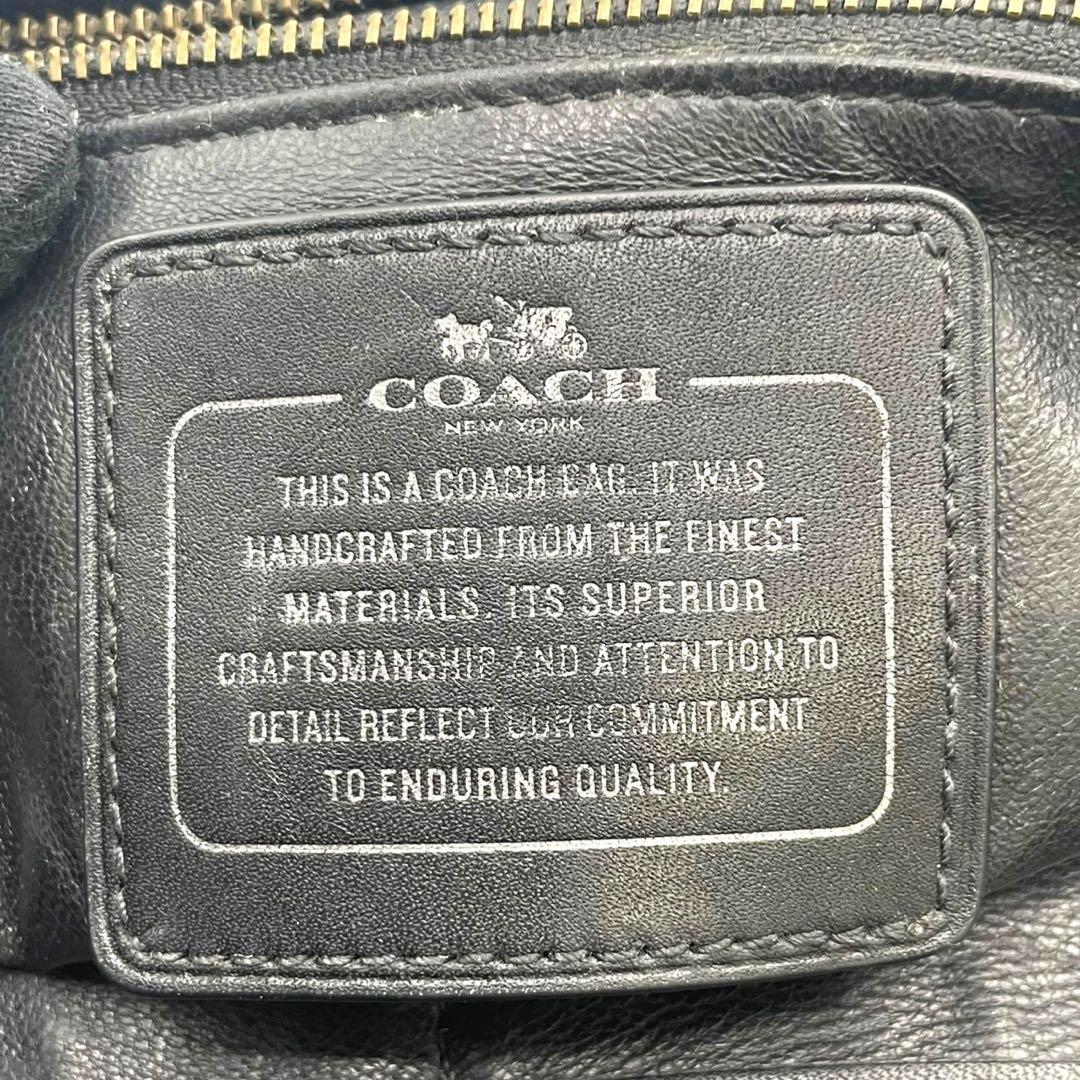 COACH
NEW YORK
THIS IS A COACH BAG. IT WAS
HANDCRAFTED FROM THE FINEST
MATERIALS. ITS SUPERIOR
CRAFTSMANSHIP AND ATTENTION TO
DETAIL REFLECT OUR COMMITMENT
TO ENDURING QUALITY.